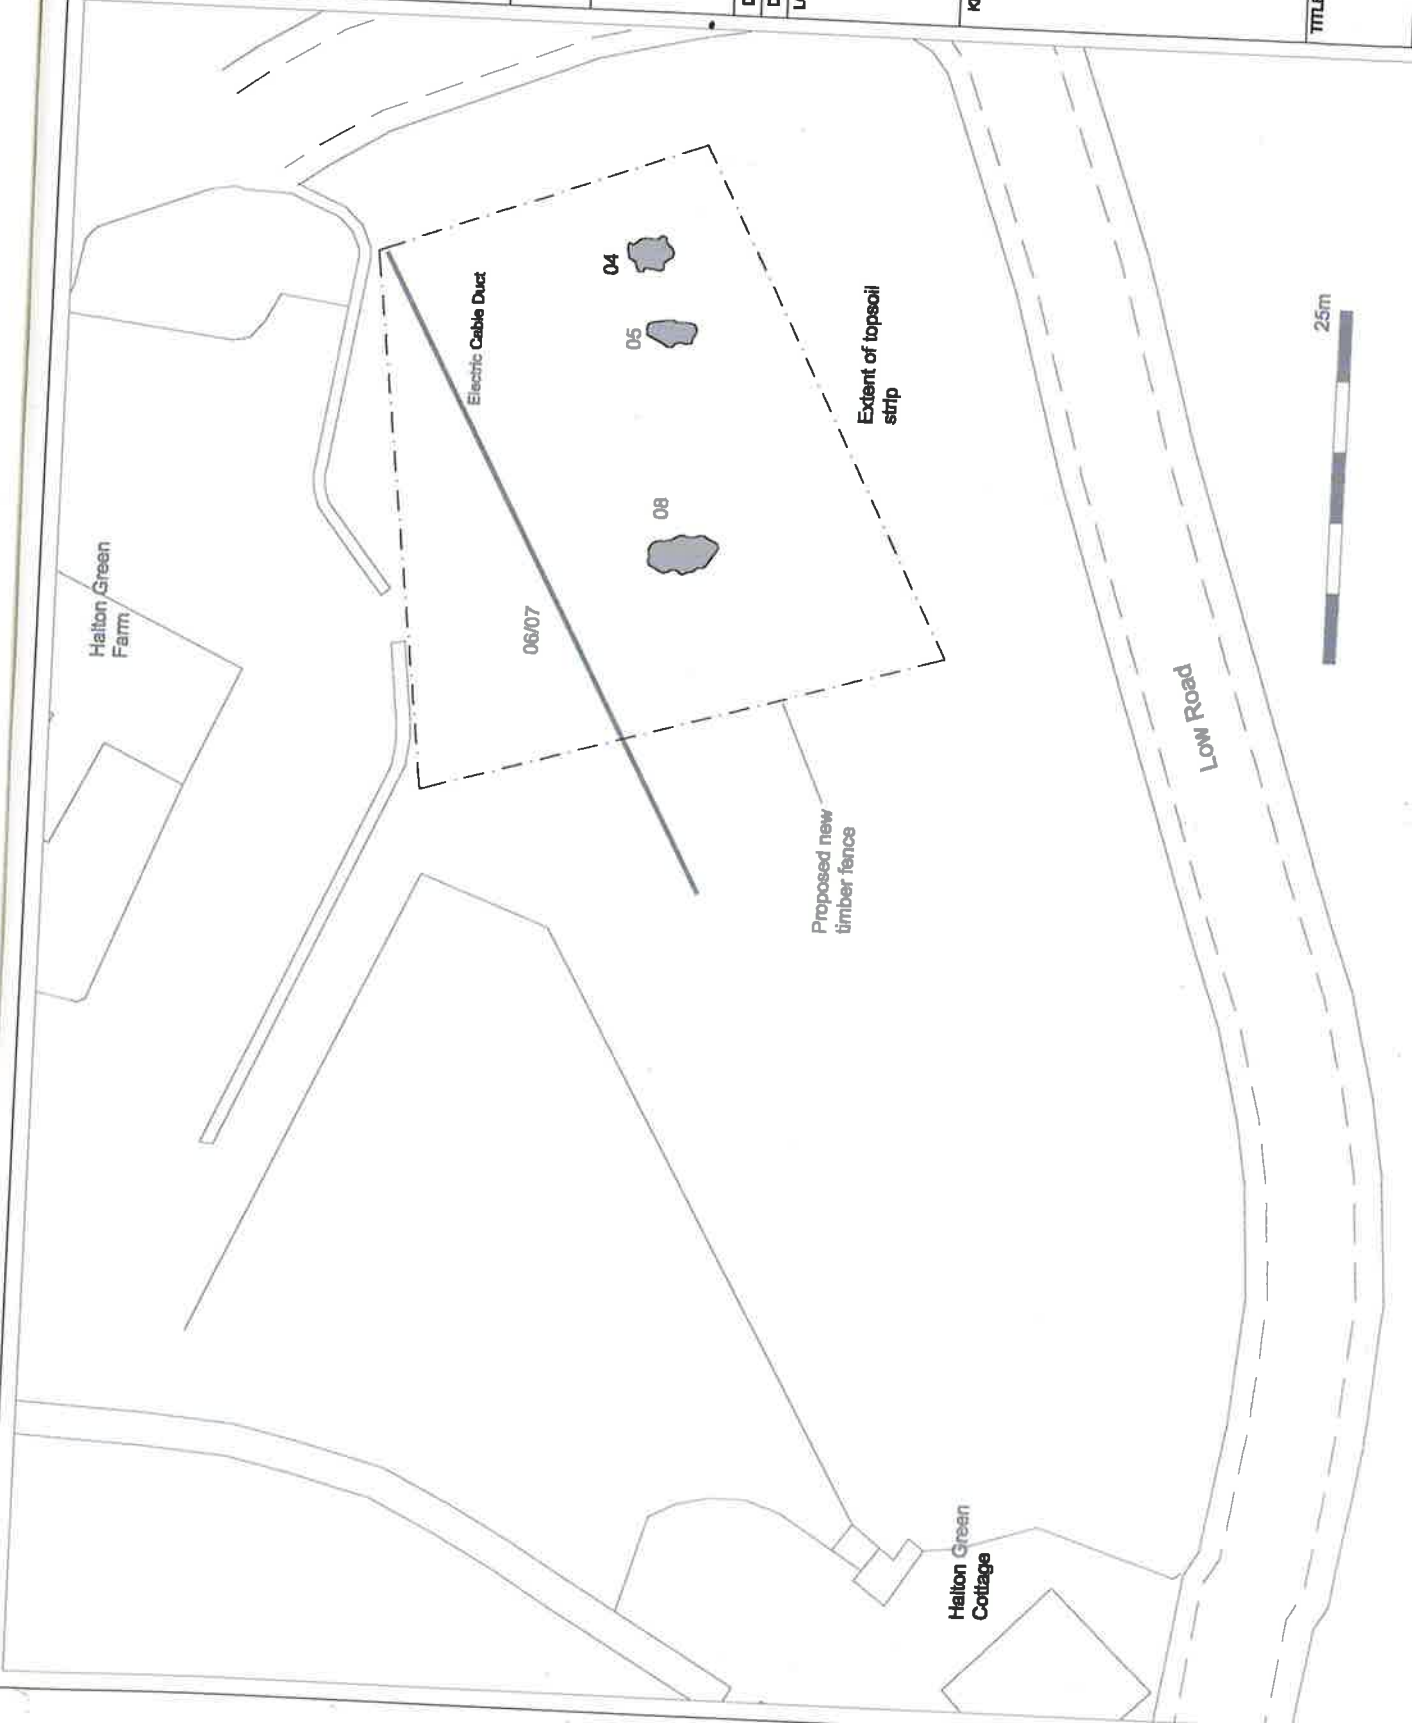 Halton Green
Farm
Electric Cable Duct
04
05
08
06/07
Extent of topsoil
strip
Proposed new
timber fence
Low Road
25m
Halton Green
Cottage
TITLE